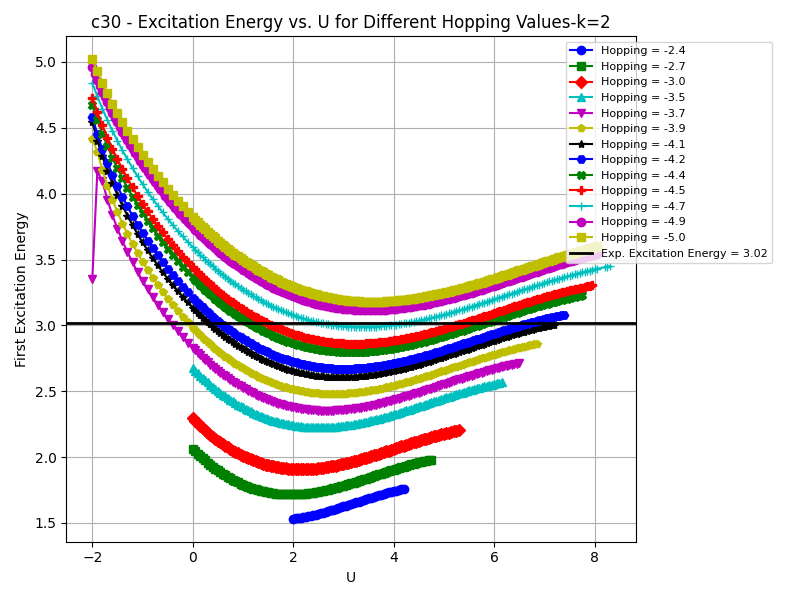 c30 - Excitation Energy vs. U for Different Hopping Values-k=2
Hopping = -2.4
Hopping = -2.7
Hopping = -3.0
Hopping = -3.5
Hopping = -3.7
Hopping = -3.9
Hopping = -4.1
Hopping = -4.2
Hopping = -4.4
Hopping = -4.5
Hopping = -4.7
Hopping = -4.9
Hopping = -5.0
Exp. Excitation Energy = 3.02
First Excitation Energy
5.0
4.5
4.0
3.5
3.0
2.5
2.0
1.5
−2 0 2 4 6 8
U